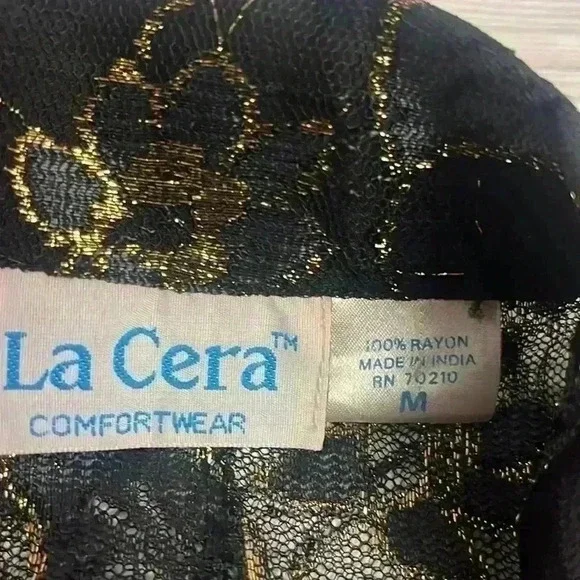 La Cera™
COMFORTWEAR
100% RAYON
MADE IN INDIA
RN 70210
M